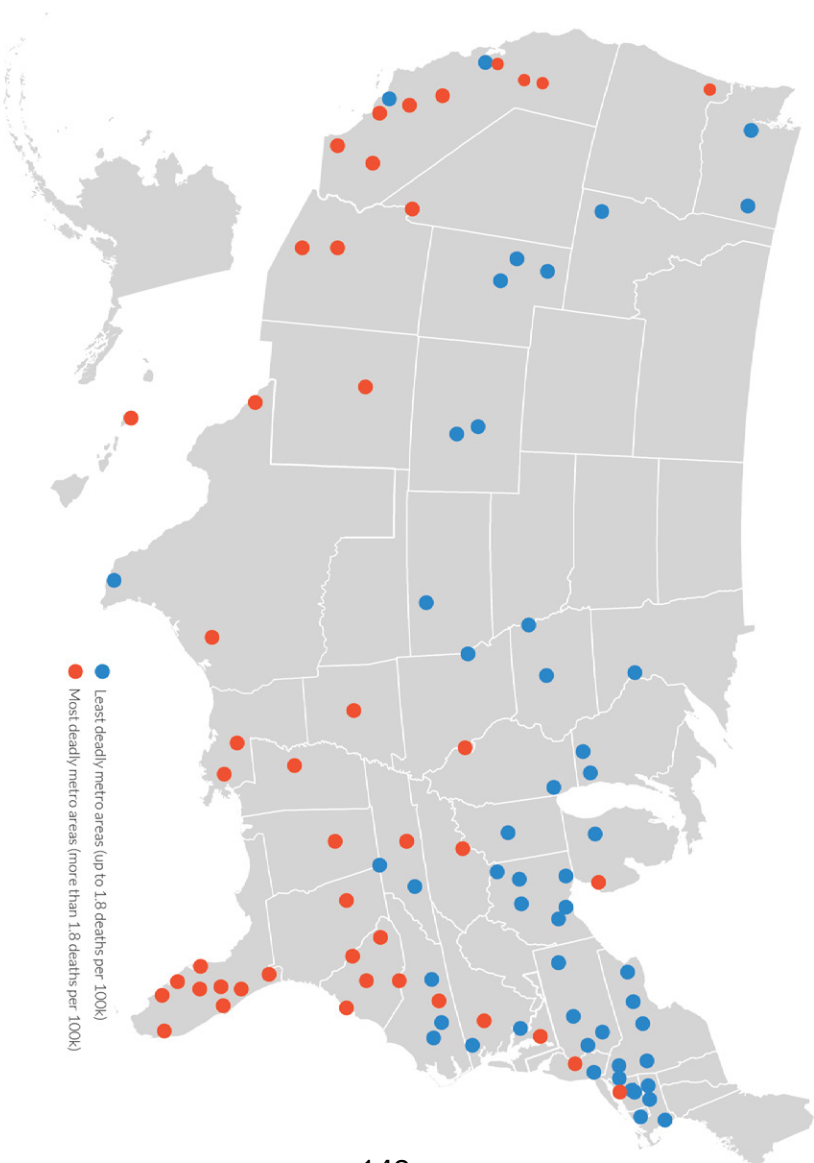 Least deadly metro areas (up to 1.8 deaths per 100k)
Most deadly metro areas (more than 1.8 deaths per 100k)